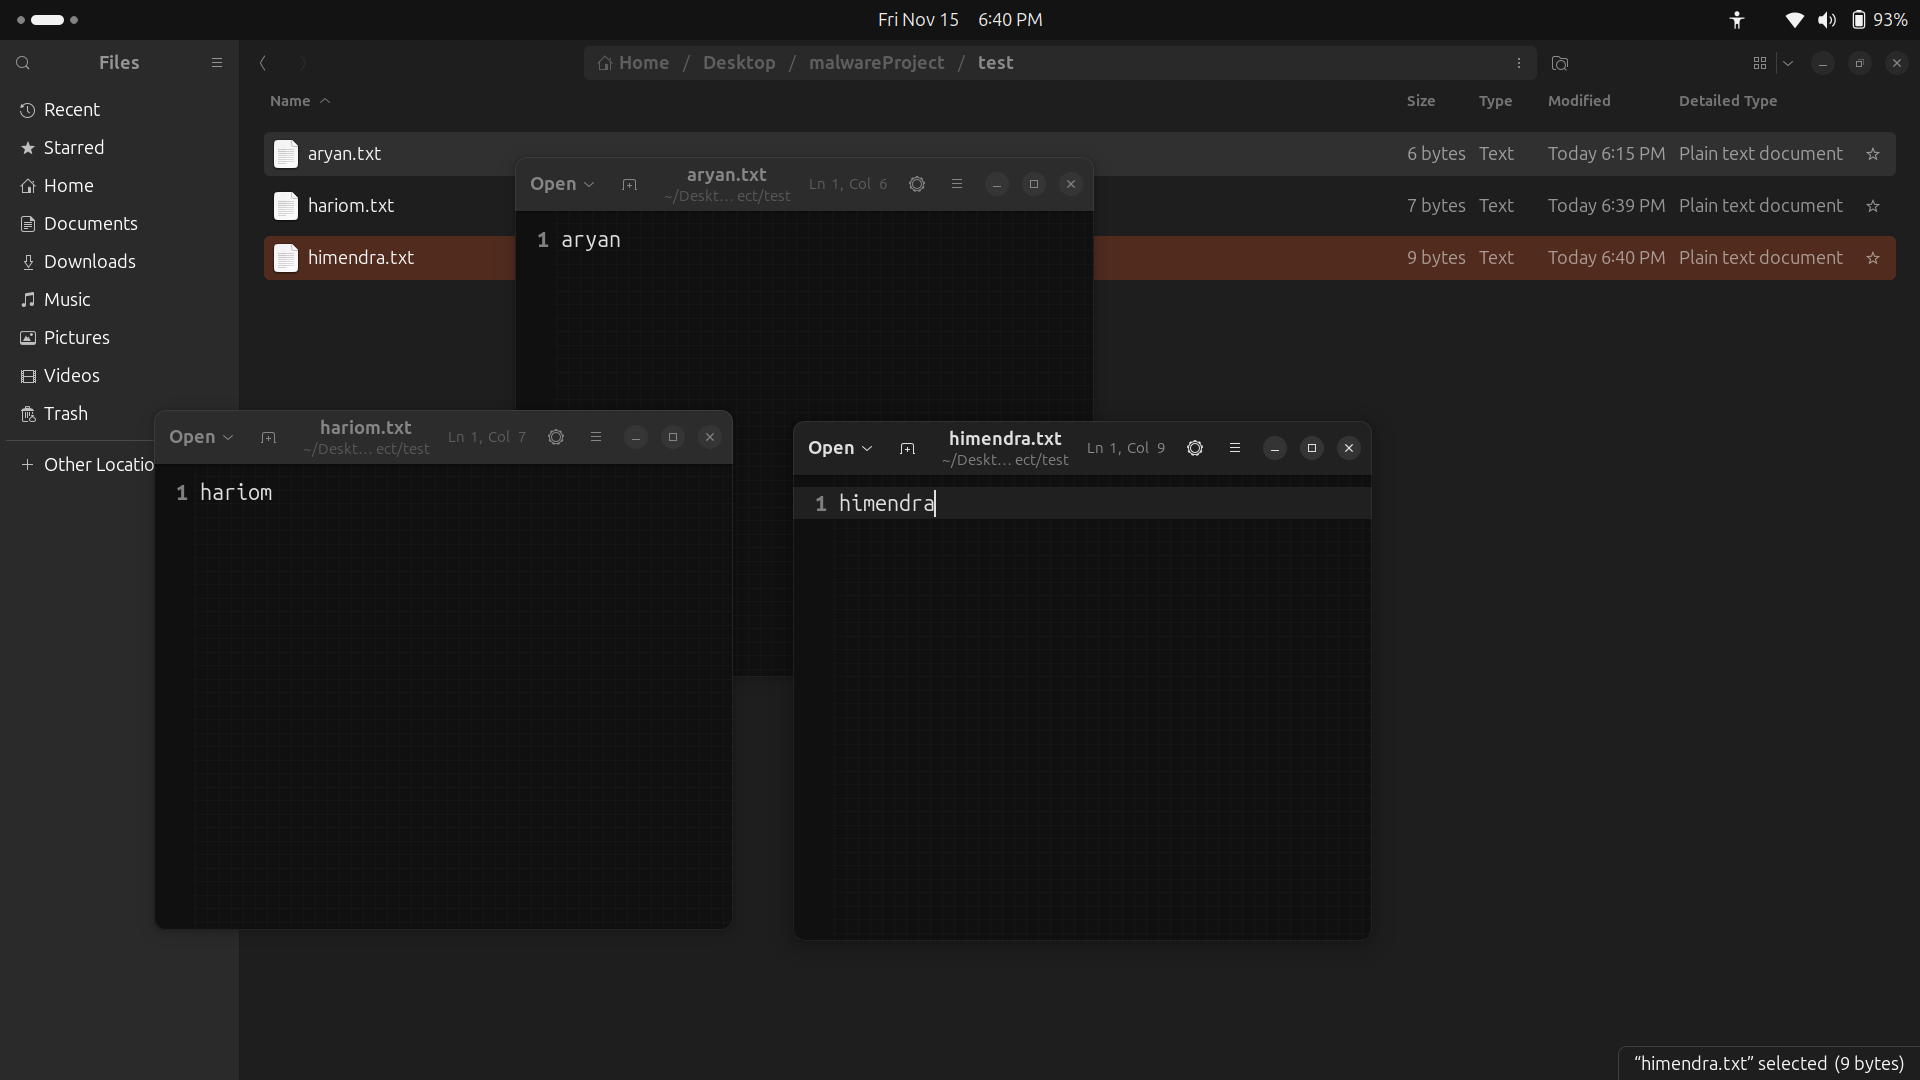 Fri Nov 15 6:40 PM
93%
Files
Home / Desktop / malwareProject / test
Recent
Starred
Home
Documents
Downloads
Music
Pictures
Videos
Trash
+ Other Locatio
Name Size Type Modified Detailed Type
aryan.txt 6 bytes Text Today 6:15 PM Plain text document
hariom.txt 7 bytes Text Today 6:39 PM Plain text document
himendra.txt 9 bytes Text Today 6:40 PM Plain text document
Open aryan.txt Ln 1, Col 6
~/Deskt… ect/test
1 aryan
Open hariom.txt Ln 1, Col 7
~/Deskt… ect/test
1 hariom
Open himendra.txt Ln 1, Col 9
~/Deskt… ect/test
1 himendra
“himendra.txt” selected (9 bytes)